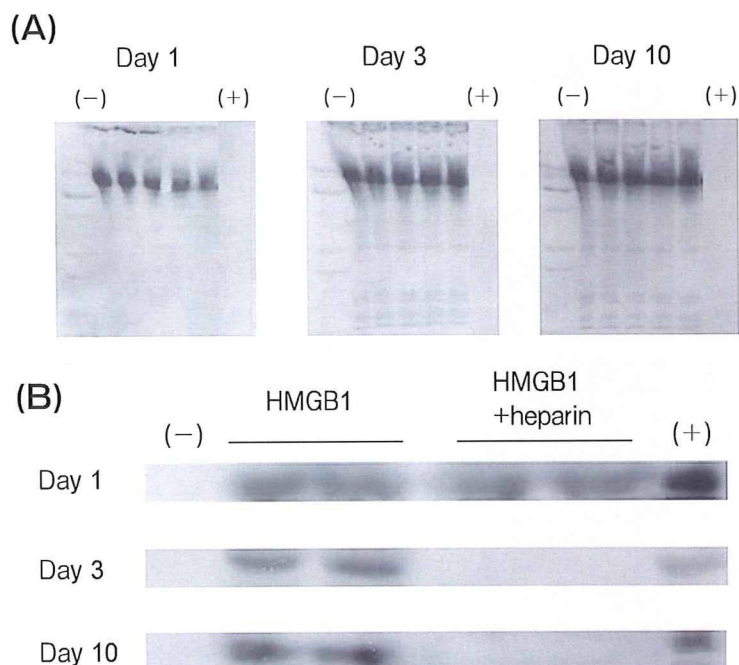 (A)
Day 1 Day 3 Day 10
(−) (+) (−) (+) (−) (+)
(B)
HMGB1
HMGB1
+heparin
(−) (+)
Day 1
Day 3
Day 10